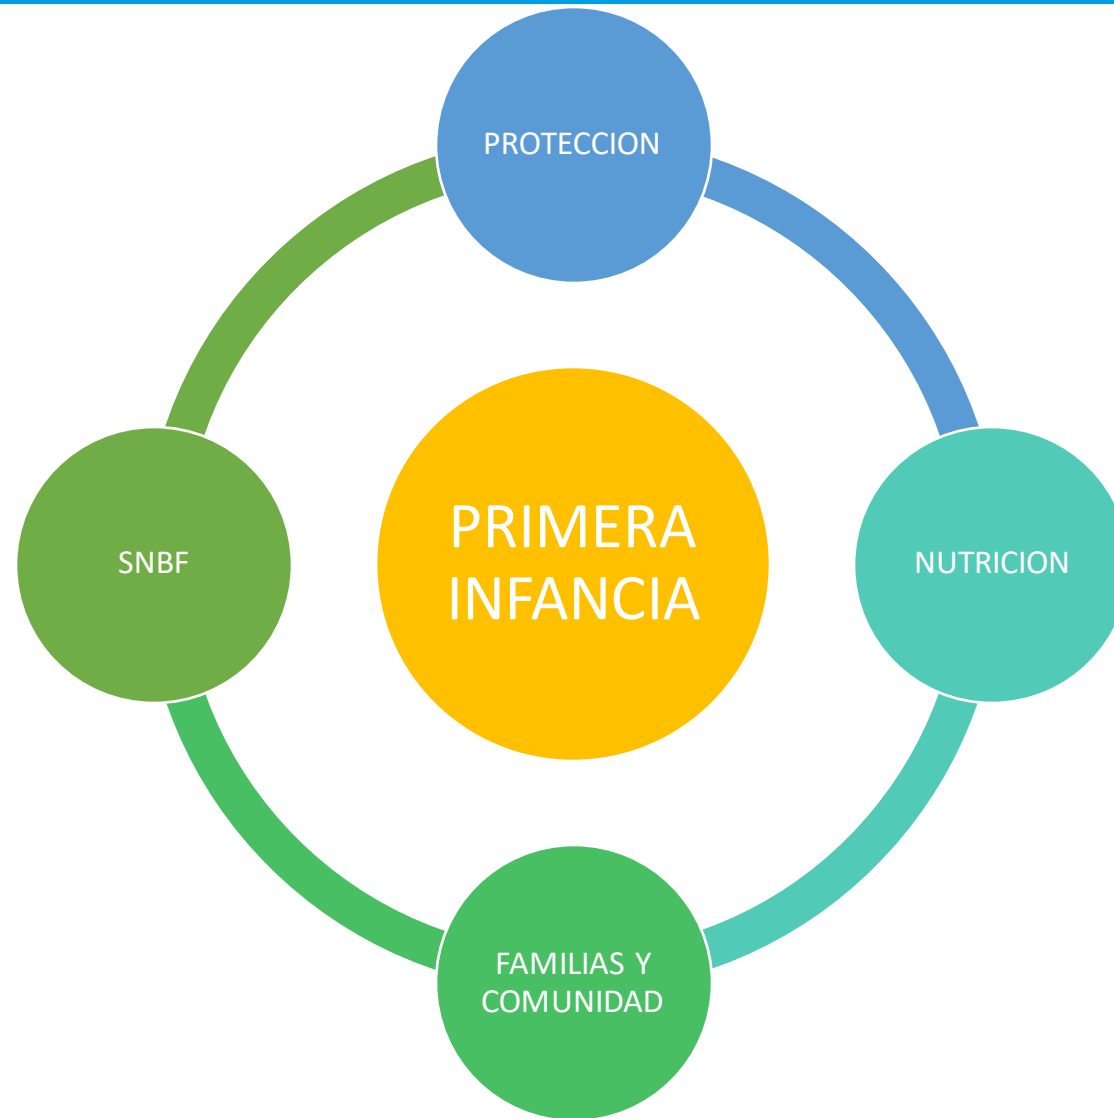 PROTECCION
PRIMERA
INFANCIA
SNBF
NUTRICION
FAMILIAS Y
COMUNIDAD